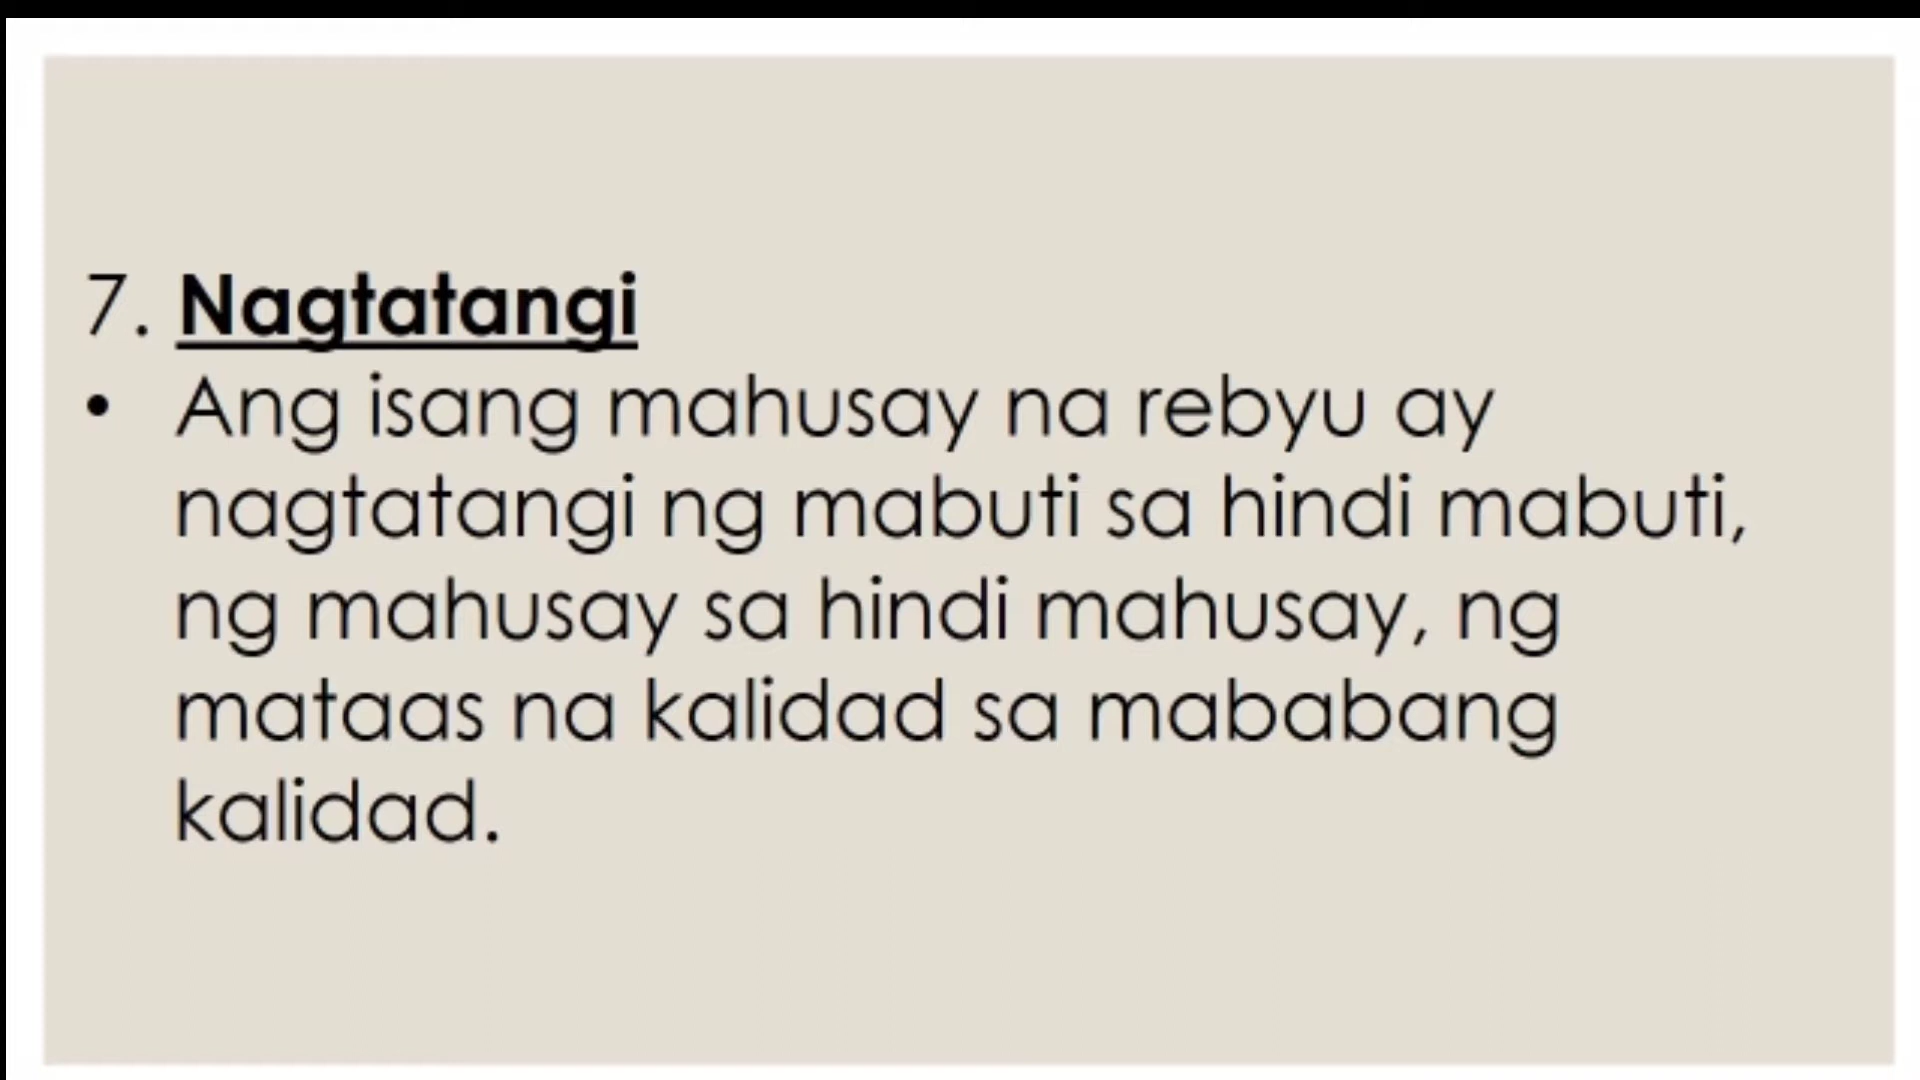 7. Nagtatangi
• Ang isang mahusay na rebyu ay
nagtatangi ng mabuti sa hindi mabuti,
ng mahusay sa hindi mahusay, ng
mataas na kalidad sa mababang
kalidad.